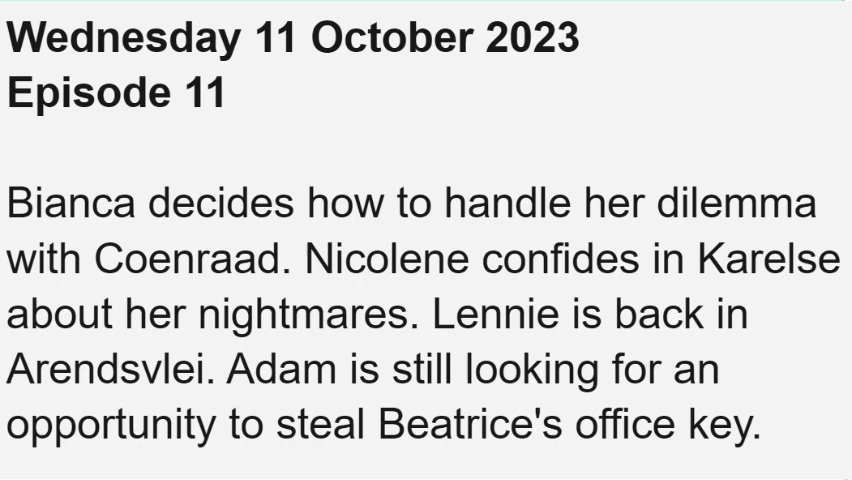 Wednesday 11 October 2023
Episode 11
Bianca decides how to handle her dilemma
with Coenraad. Nicolene confides in Karelse
about her nightmares. Lennie is back in
Arendsvlei. Adam is still looking for an
opportunity to steal Beatrice's office key.